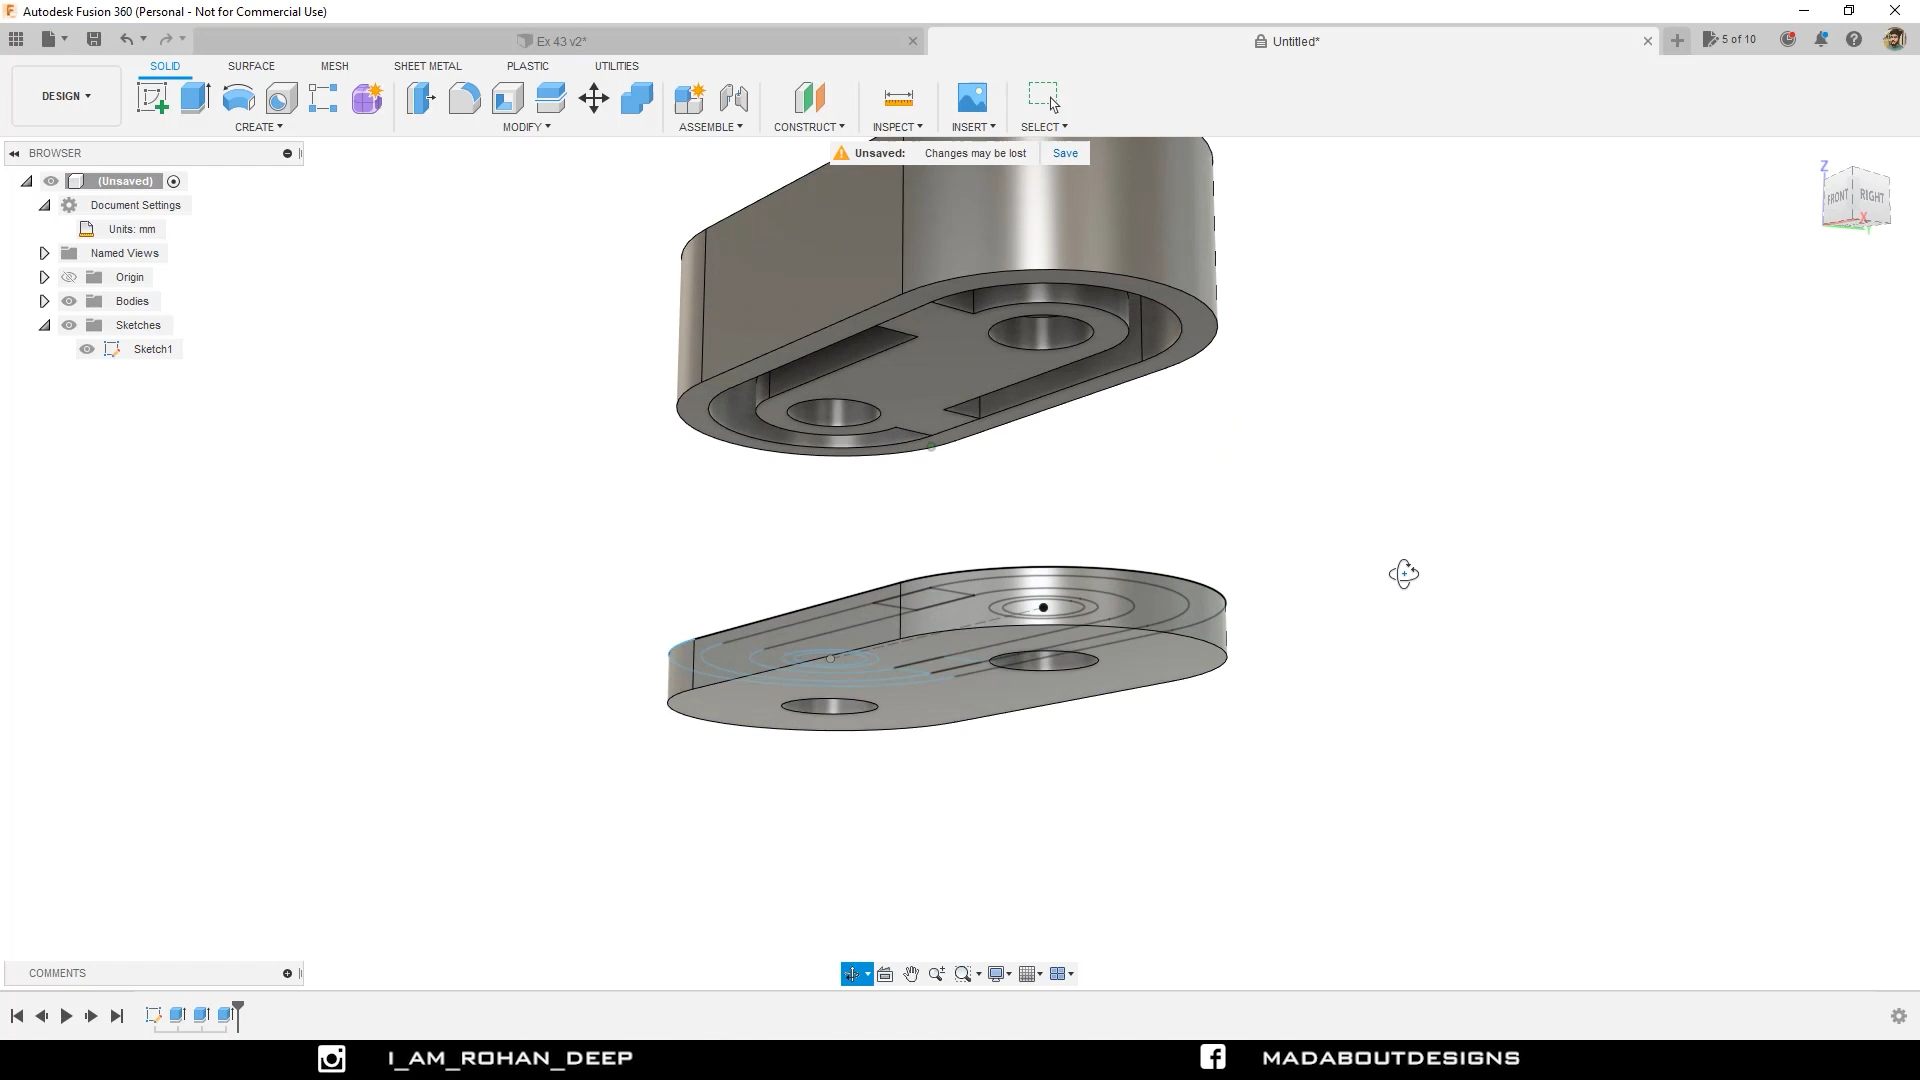 Autodesk Fusion 360 (Personal - Not for Commercial Use)
Ex 43 v2*
Untitled*
5 of 10
DESIGN
SOLID
SURFACE
MESH
SHEET METAL
PLASTIC
UTILITIES
CREATE
MODIFY
ASSEMBLE
CONSTRUCT
INSPECT
INSERT
SELECT
BROWSER
Unsaved: Changes may be lost Save
(Unsaved)
Document Settings
Units: mm
Named Views
Origin
Bodies
Sketches
Sketch1
Z
FRONT
RIGHT
X
Y
COMMENTS
I_AM_ROHAN_DEEP
MADABOUTDESIGNS